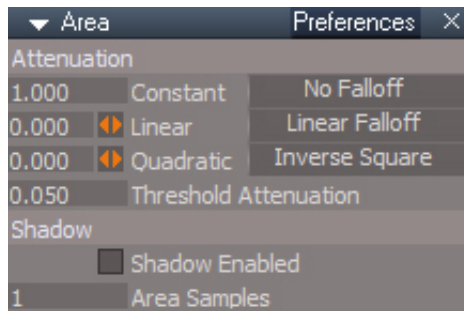 Area Preferences
Attenuation
1.000 Constant No Falloff
0.000 Linear Linear Falloff
0.000 Quadratic Inverse Square
0.050 Threshold Attenuation
Shadow
Shadow Enabled
1 Area Samples